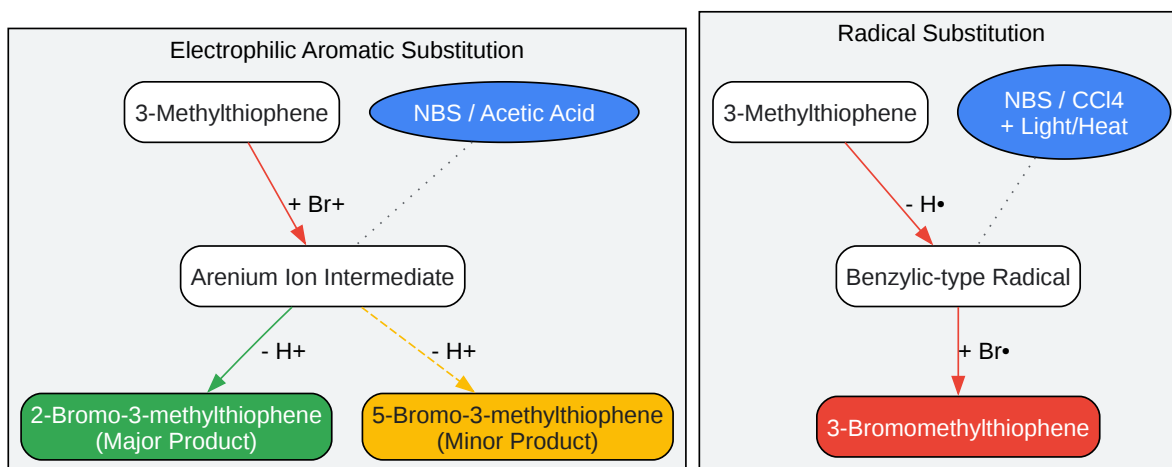 Electrophilic Aromatic Substitution
3-Methylthiophene
NBS / Acetic Acid
+ Br+
Arenium Ion Intermediate
- H+
- H+
2-Bromo-3-methylthiophene
(Major Product)
5-Bromo-3-methylthiophene
(Minor Product)
Radical Substitution
3-Methylthiophene
NBS / CCl4
+ Light/Heat
- H•
Benzylic-type Radical
+ Br•
3-Bromomethylthiophene